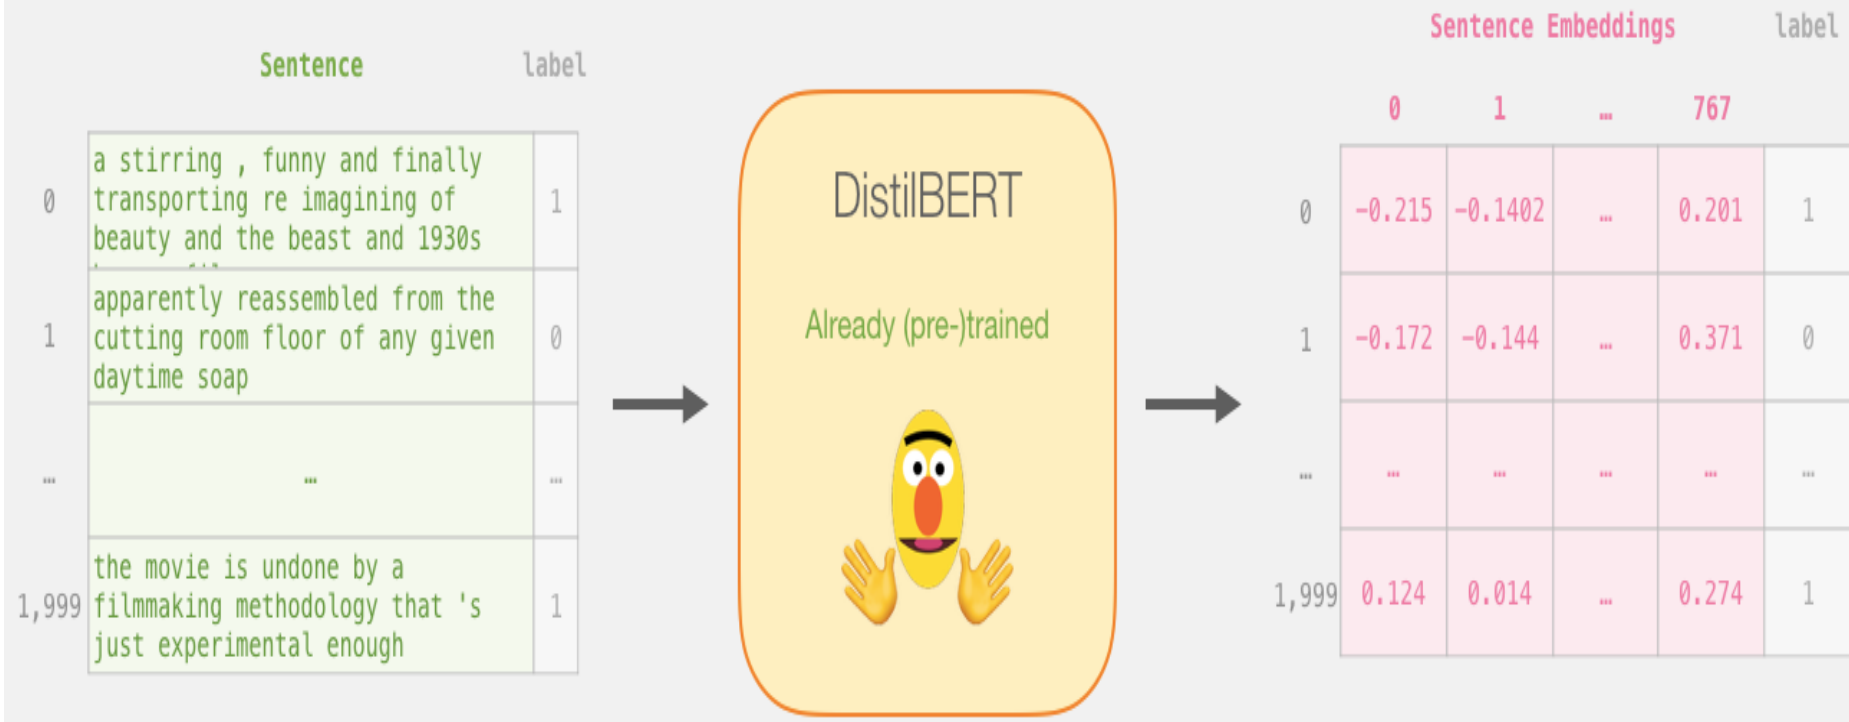 Sentence label
0 a stirring , funny and finally 1
transporting re imagining of
beauty and the beast and 1930s
1 apparently reassembled from the 0
cutting room floor of any given
daytime soap
… … …
1,999 the movie is undone by a 1
filmmaking methodology that 's
just experimental enough
DistilBERT
Already (pre-)trained
Sentence Embeddings label
0 1 … 767
0 -0.215 -0.1402 … 0.201 1
1 -0.172 -0.144 … 0.371 0
… … … … … …
1,999 0.124 0.014 … 0.274 1